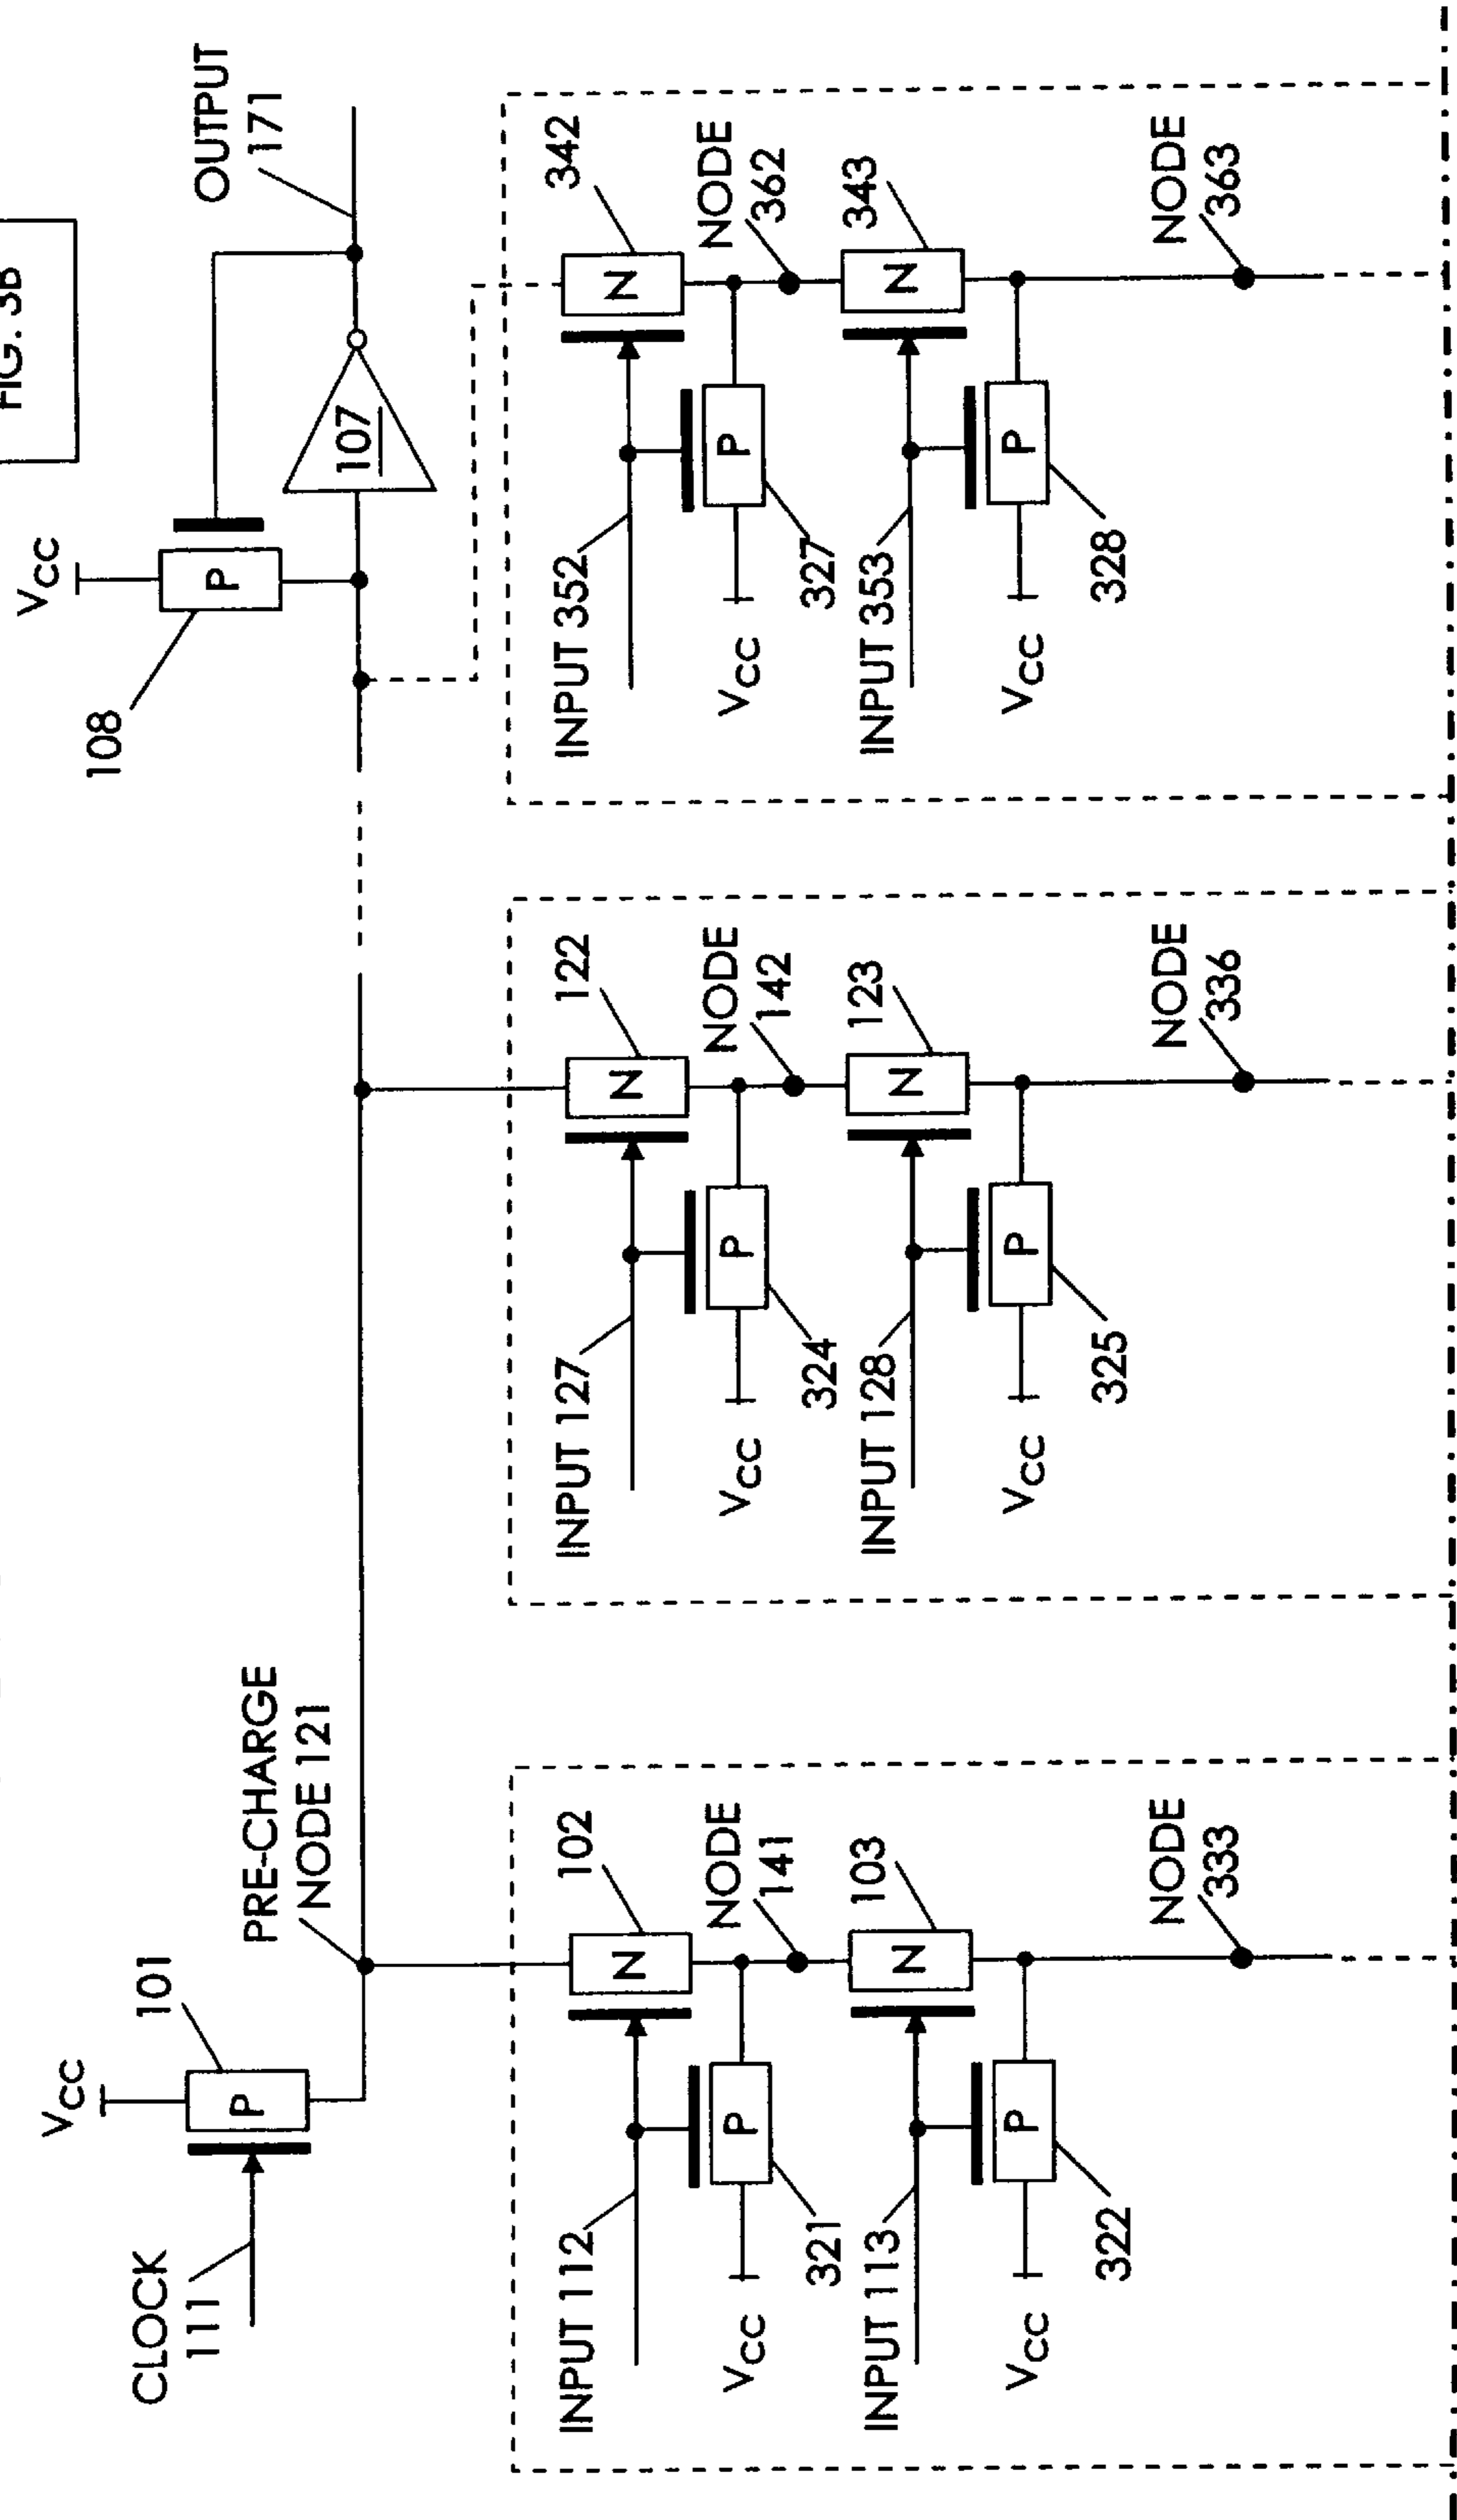 FIG. 3B
VCC
101
CLOCK
111
PRE-CHARGE
NODE 121
VCC
108
107
OUTPUT
171
INPUT 112
102
NODE
141
VCC
321
INPUT 113
103
VCC
322
NODE
333
INPUT 127
122
NODE
142
VCC
324
INPUT 128
123
VCC
325
NODE
336
INPUT 352
342
NODE
362
VCC
327
INPUT 353
343
VCC
328
NODE
363
N
P
N
P
N
P
N
P
N
P
N
P
P
P